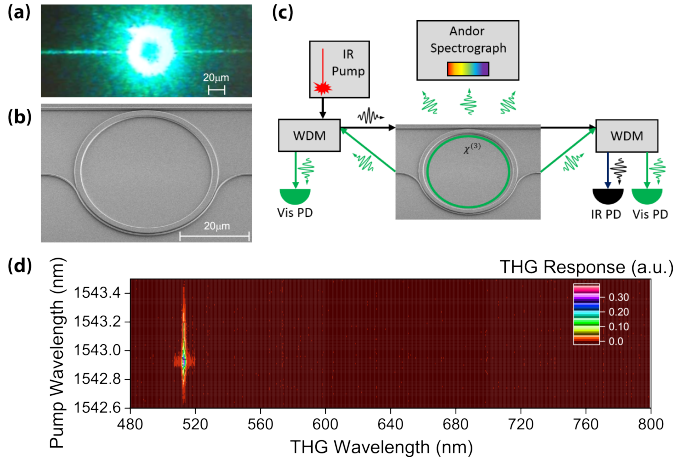 (a)
20μm
(b)
20μm
(c)
IR
Pump
Andor
Spectrograph
WDM
χ(3)
WDM
Vis PD
IR PD
Vis PD
(d)
THG Response (a.u.)
0.30
0.20
0.10
0.0
Pump Wavelength (nm)
1543.4
1543.2
1543.0
1542.8
1542.6
480
520
560
600
640
680
720
760
800
THG Wavelength (nm)